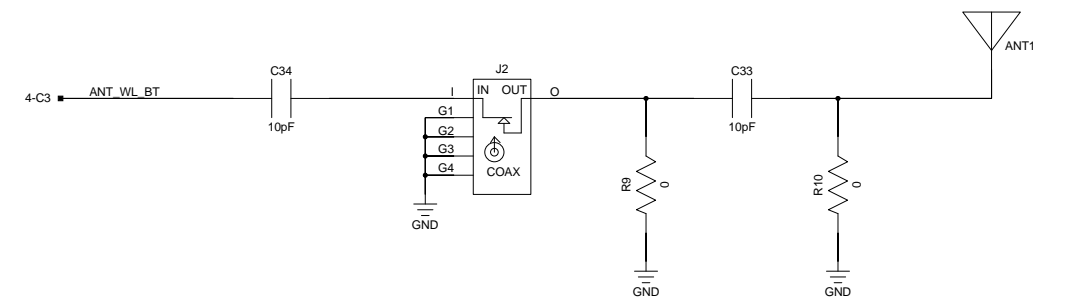 ANT1
C34
J2
C33
4-C3
ANT_WL_BT
I
IN
OUT
O
10pF
10pF
G1
G2
G3
G4
COAX
R9
0
R10
0
GND
GND
GND